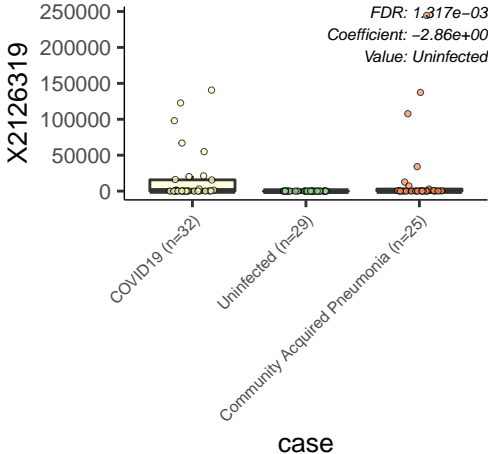 FDR: 1.317e−03
Coefficient: −2.86e+00
Value: Uninfected
X2126319
250000
200000
150000
100000
50000
0
COVID19 (n=32)
Uninfected (n=29)
Community Acquired Pneumonia (n=25)
case